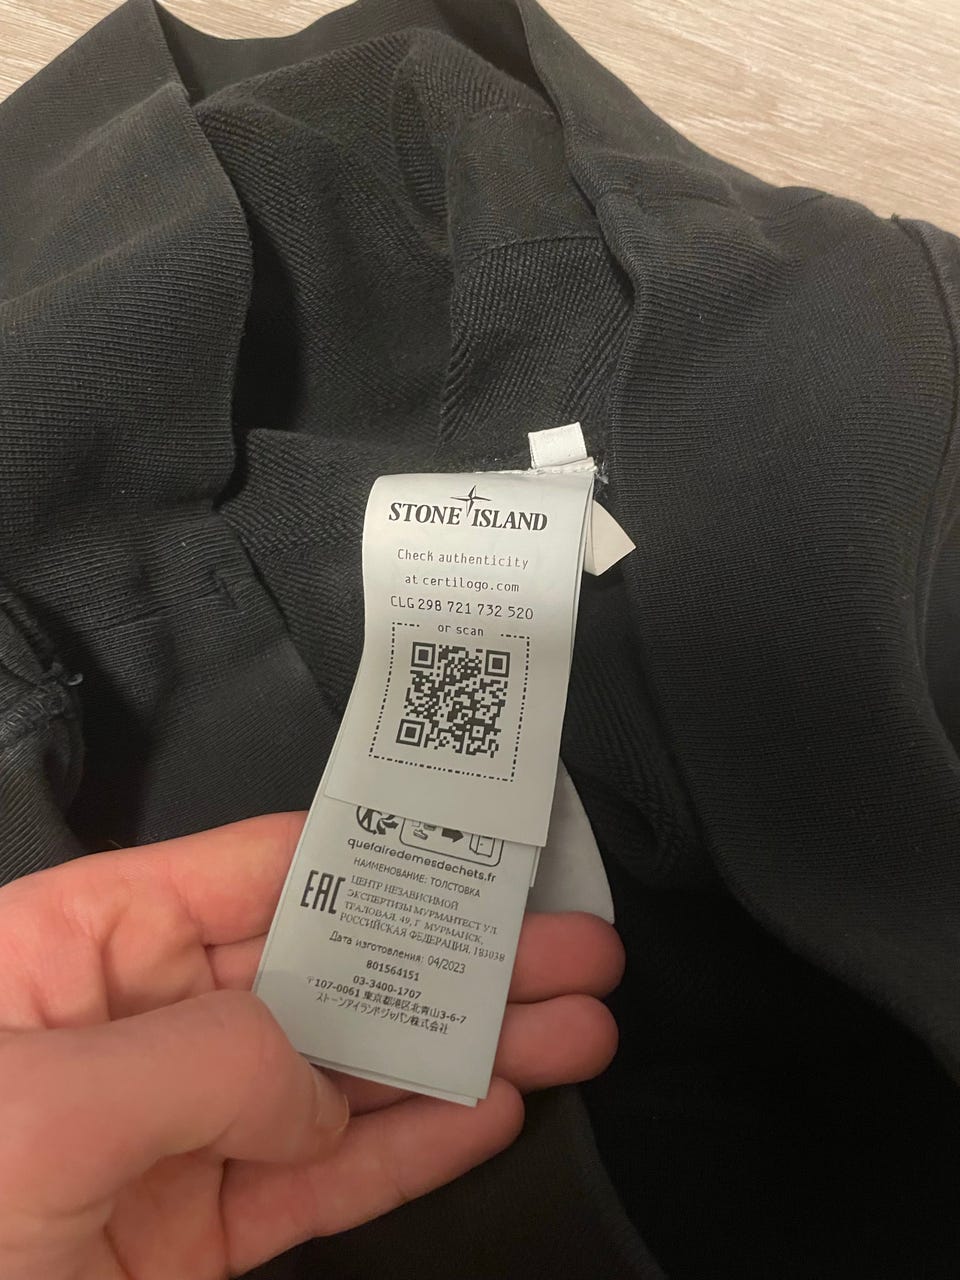 STONE ISLAND
Check authenticity
at certilogo.com
CLG 298 721 732 520
or scan
quefairedemesdechets.fr
НАИМЕНОВАНИЕ: ТОЛСТОВКА
EAC
ЦЕНТР НЕЗАВИСИМОЙ
ЭКСПЕРТИЗЫ МУРМАНТЕСТ УЛ.
ТРАЛОВАЯ, 49, Г. МУРМАНСК,
РОССИЙСКАЯ ФЕДЕРАЦИЯ, 183038
Дата изготовления: 04/2023
801564151
03-3400-1707
〒107-0061 東京都港区北青山3-6-7
ストーンアイランドジャパン株式会社